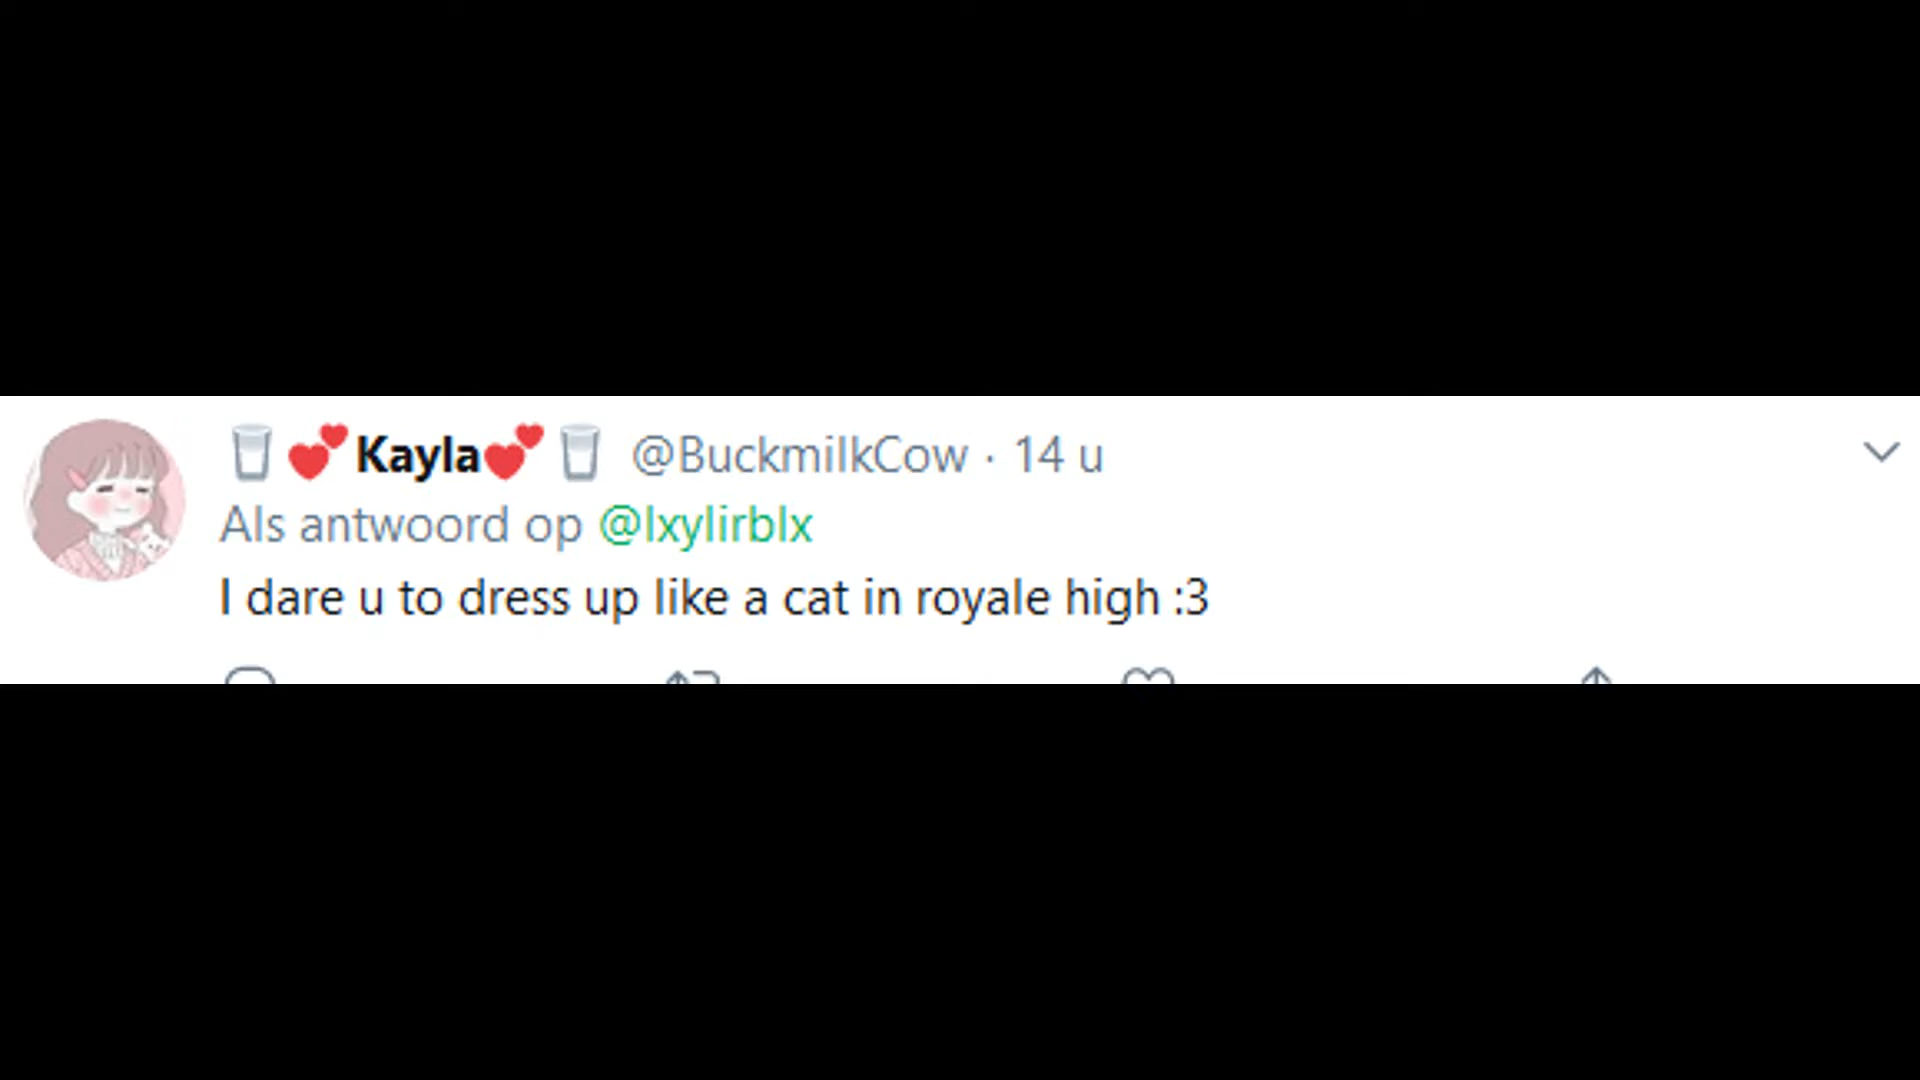 🥛💕Kayla💕🥛 @BuckmilkCow · 14 u
Als antwoord op @lxylirblx
I dare u to dress up like a cat in royale high :3